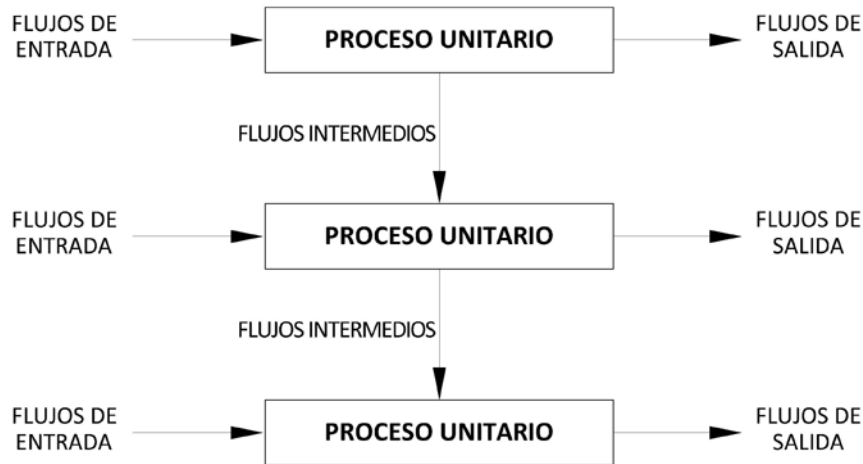 FLUJOS DE
ENTRADA
PROCESO UNITARIO
FLUJOS DE
SALIDA
FLUJOS INTERMEDIOS
FLUJOS DE
ENTRADA
PROCESO UNITARIO
FLUJOS DE
SALIDA
FLUJOS INTERMEDIOS
FLUJOS DE
ENTRADA
PROCESO UNITARIO
FLUJOS DE
SALIDA